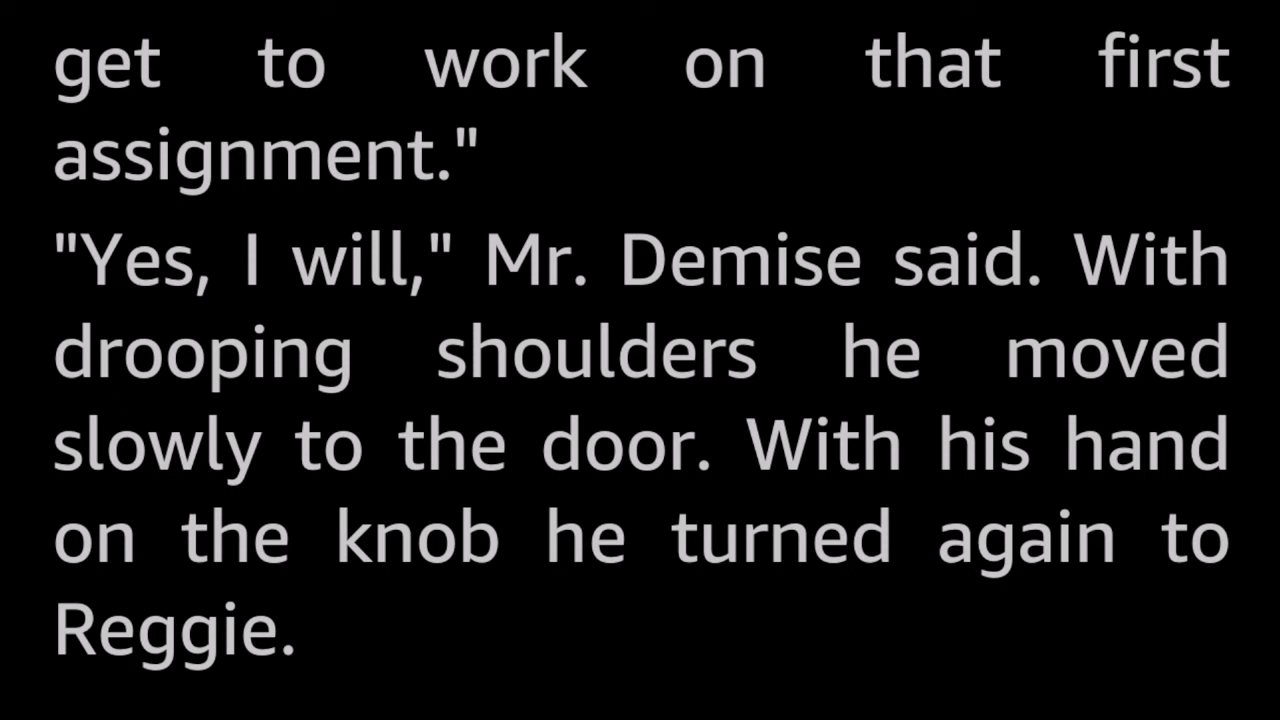 get to work on that first
assignment."
"Yes, I will," Mr. Demise said. With
drooping shoulders he moved
slowly to the door. With his hand
on the knob he turned again to
Reggie.